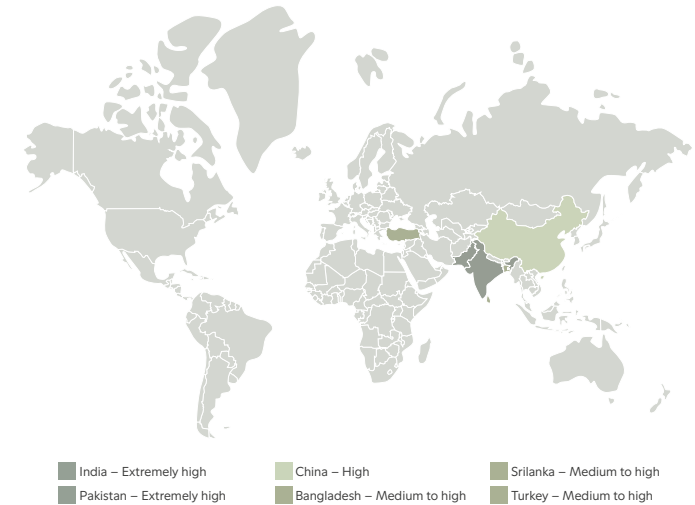 India – Extremely high
China – High
Srilanka – Medium to high
Pakistan – Extremely high
Bangladesh – Medium to high
Turkey – Medium to high